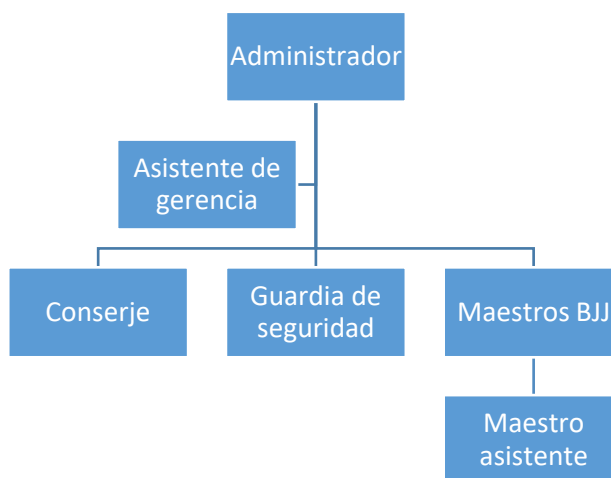 Administrador
Asistente de
gerencia
Conserje
Guardia de
seguridad
Maestros BJJ
Maestro
asistente